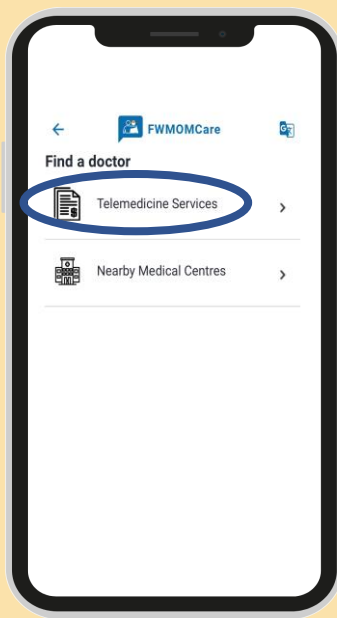 FWMOMCare
Find a doctor
Telemedicine Services
Nearby Medical Centres